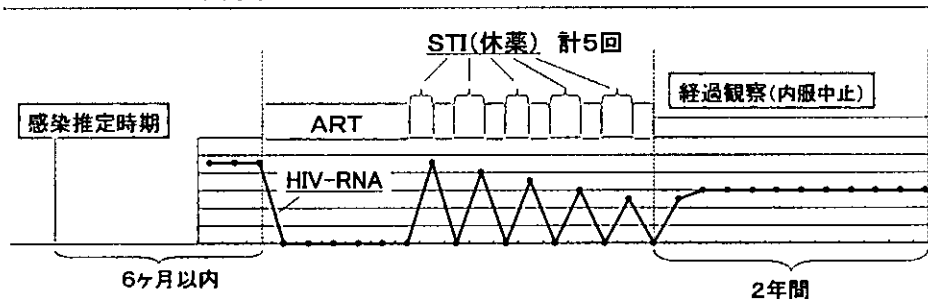 STI(休薬) 計5回
経過観察(内服中止)
感染推定時期
ART
HIV-RNA
6ヶ月以内
2年間